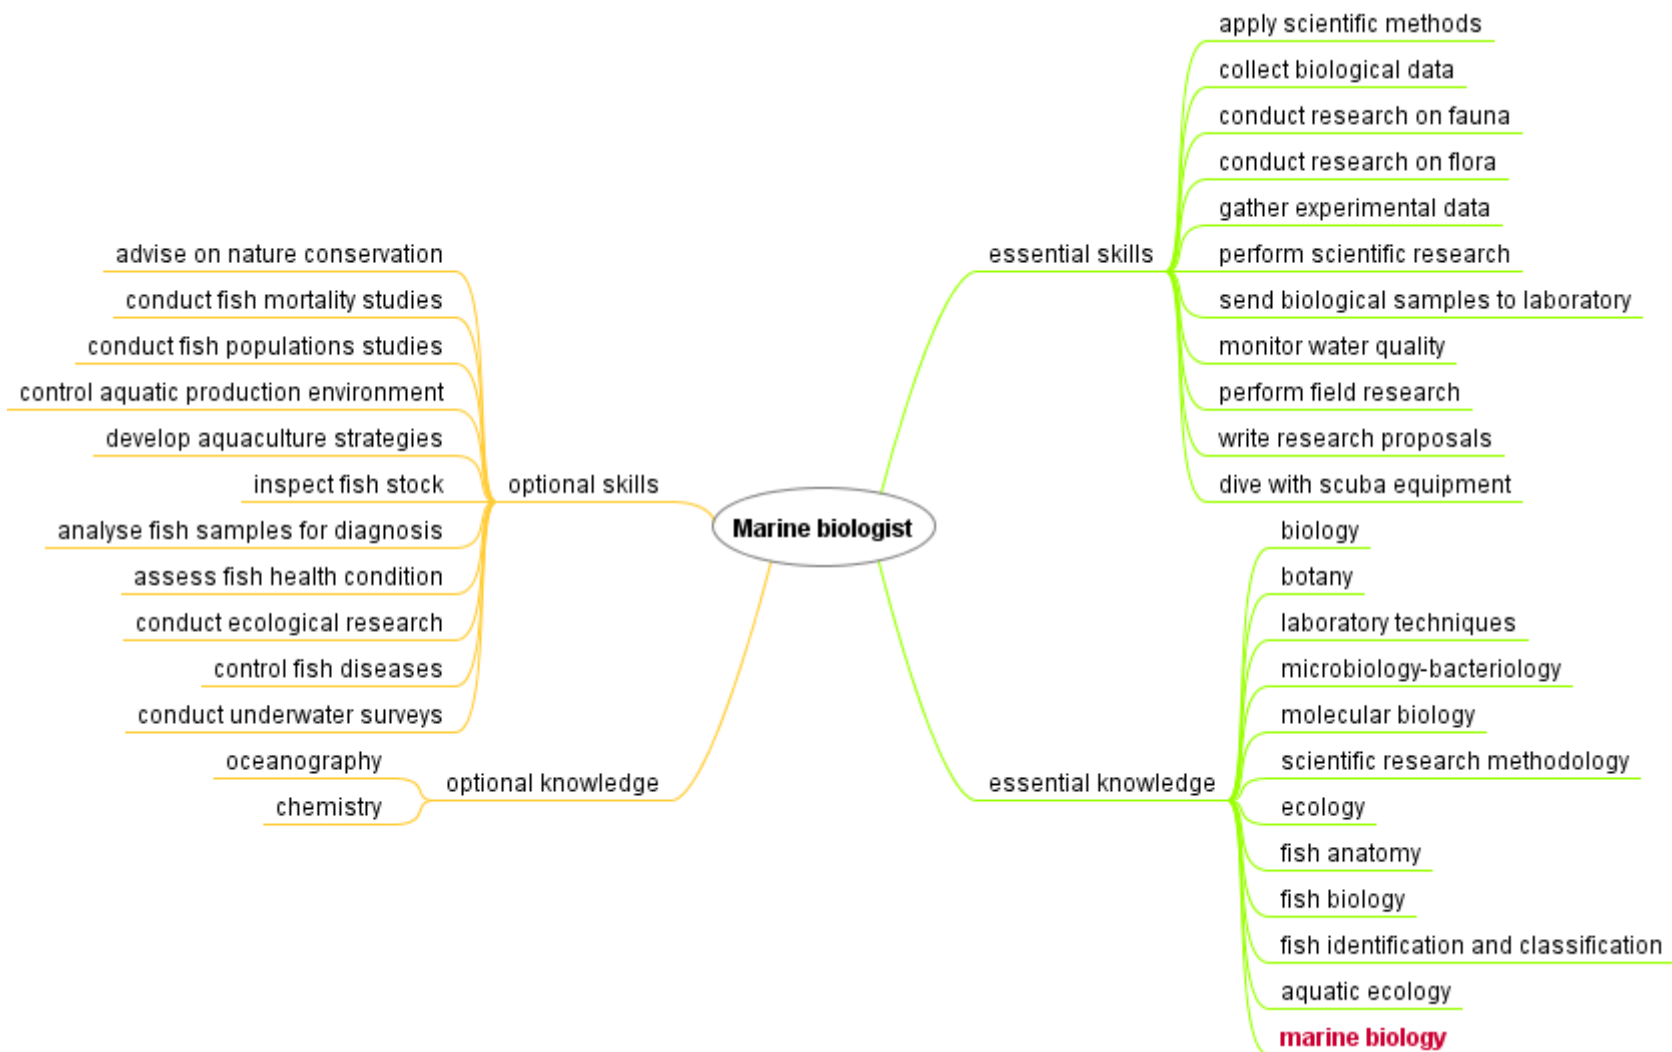 Marine biologist
essential skills
apply scientific methods
collect biological data
conduct research on fauna
conduct research on flora
gather experimental data
perform scientific research
send biological samples to laboratory
monitor water quality
perform field research
write research proposals
dive with scuba equipment
essential knowledge
biology
botany
laboratory techniques
microbiology-bacteriology
molecular biology
scientific research methodology
ecology
fish anatomy
fish biology
fish identification and classification
aquatic ecology
marine biology
optional skills
advise on nature conservation
conduct fish mortality studies
conduct fish populations studies
control aquatic production environment
develop aquaculture strategies
inspect fish stock
analyse fish samples for diagnosis
assess fish health condition
conduct ecological research
control fish diseases
conduct underwater surveys
optional knowledge
oceanography
chemistry